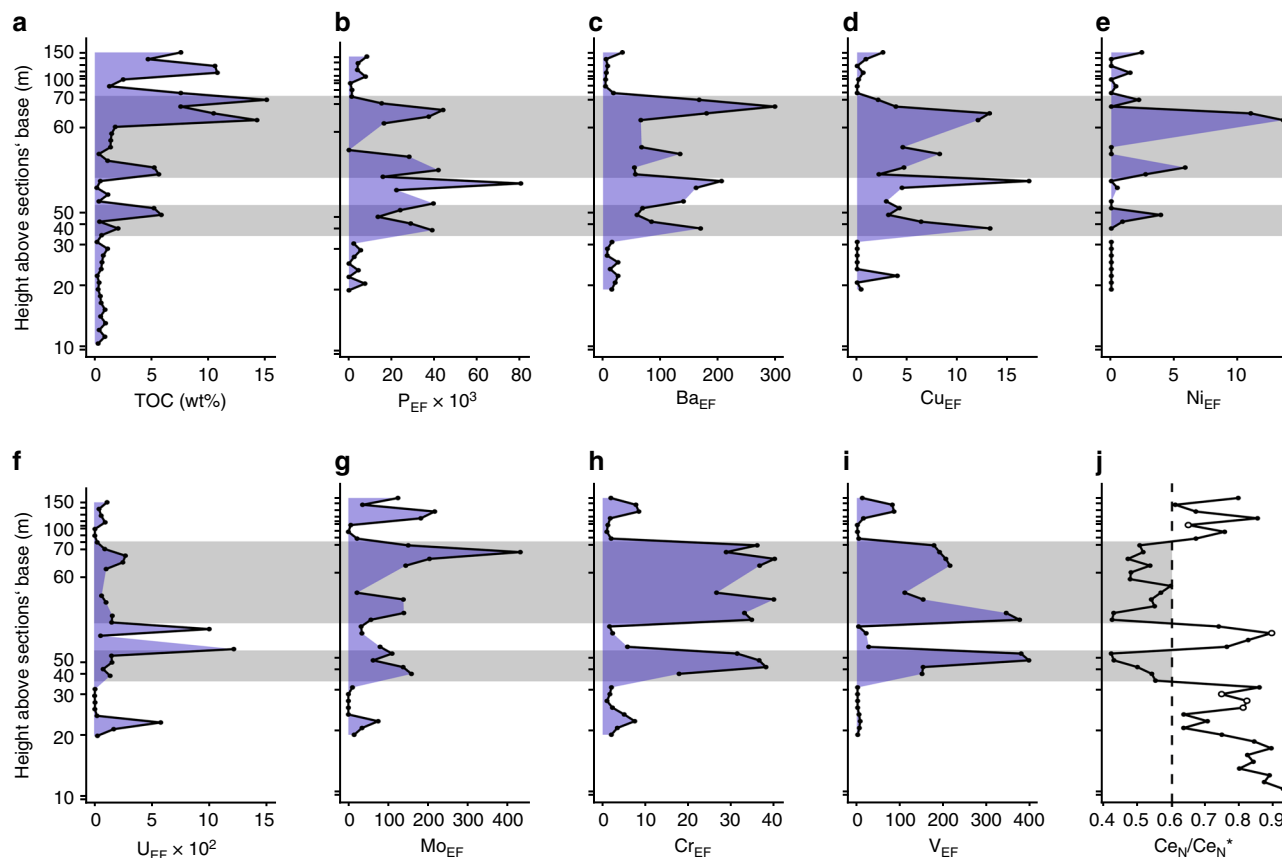 a
b
c
d
e
Height above sections' base (m)
150
100
70
60
50
40
30
20
10
0 5 10 15
0 20 40 60 80
0 100 200 300
0 5 10 15
0 5 10
TOC (wt%)
P_EF × 10^3
Ba_EF
Cu_EF
Ni_EF
f
g
h
i
j
Height above sections' base (m)
150
100
70
60
50
40
30
20
10
0 5 10 15
0 200 400
0 10 20 30 40
0 100 200 300 400
0.4 0.5 0.6 0.7 0.8 0.9
U_EF × 10^2
Mo_EF
Cr_EF
V_EF
Ce_N/Ce_N^*